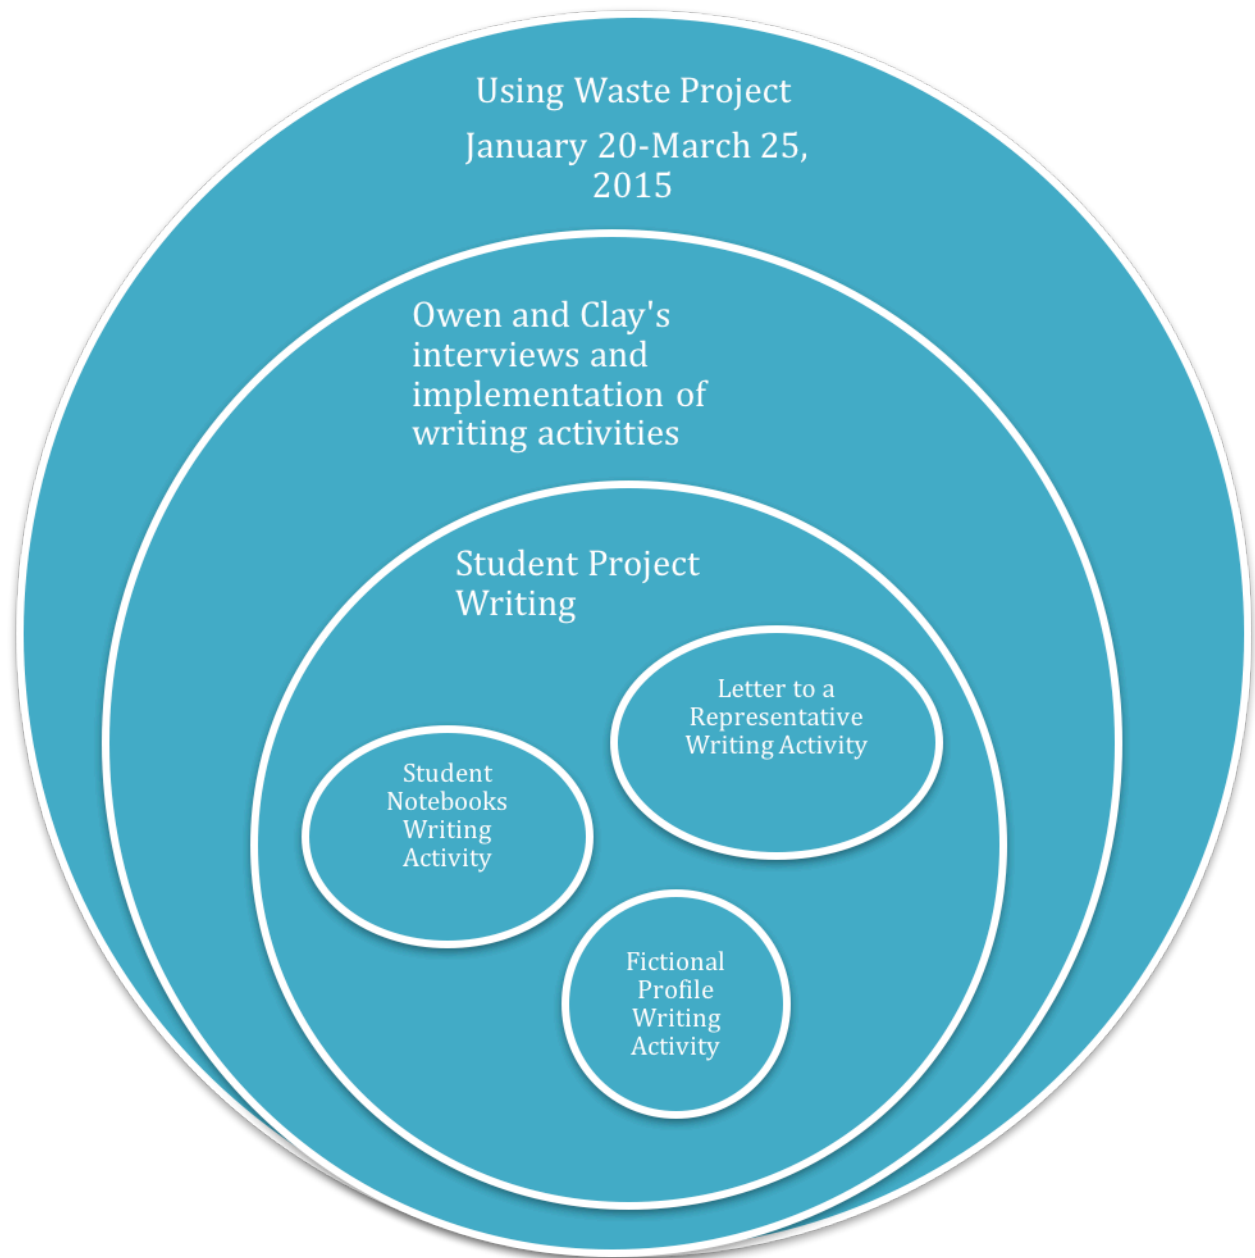 Using Waste Project
January 20-March 25,
2015
Owen and Clay's
interviews and
implementation of
writing activities
Student Project
Writing
Letter to a
Representative
Writing Activity
Student
Notebooks
Writing
Activity
Fictional
Profile
Writing
Activity